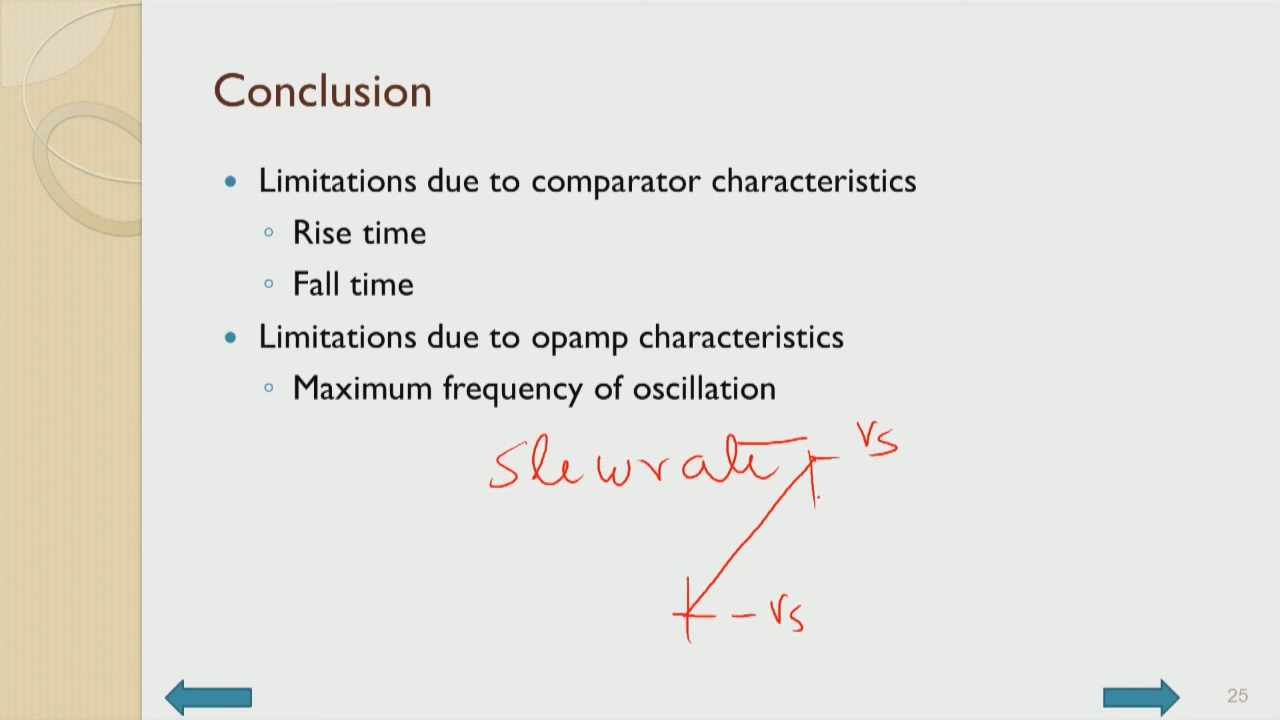 Conclusion
• Limitations due to comparator characteristics
◦ Rise time
◦ Fall time
• Limitations due to opamp characteristics
◦ Maximum frequency of oscillation
Slewrate
Vs
-Vs
25